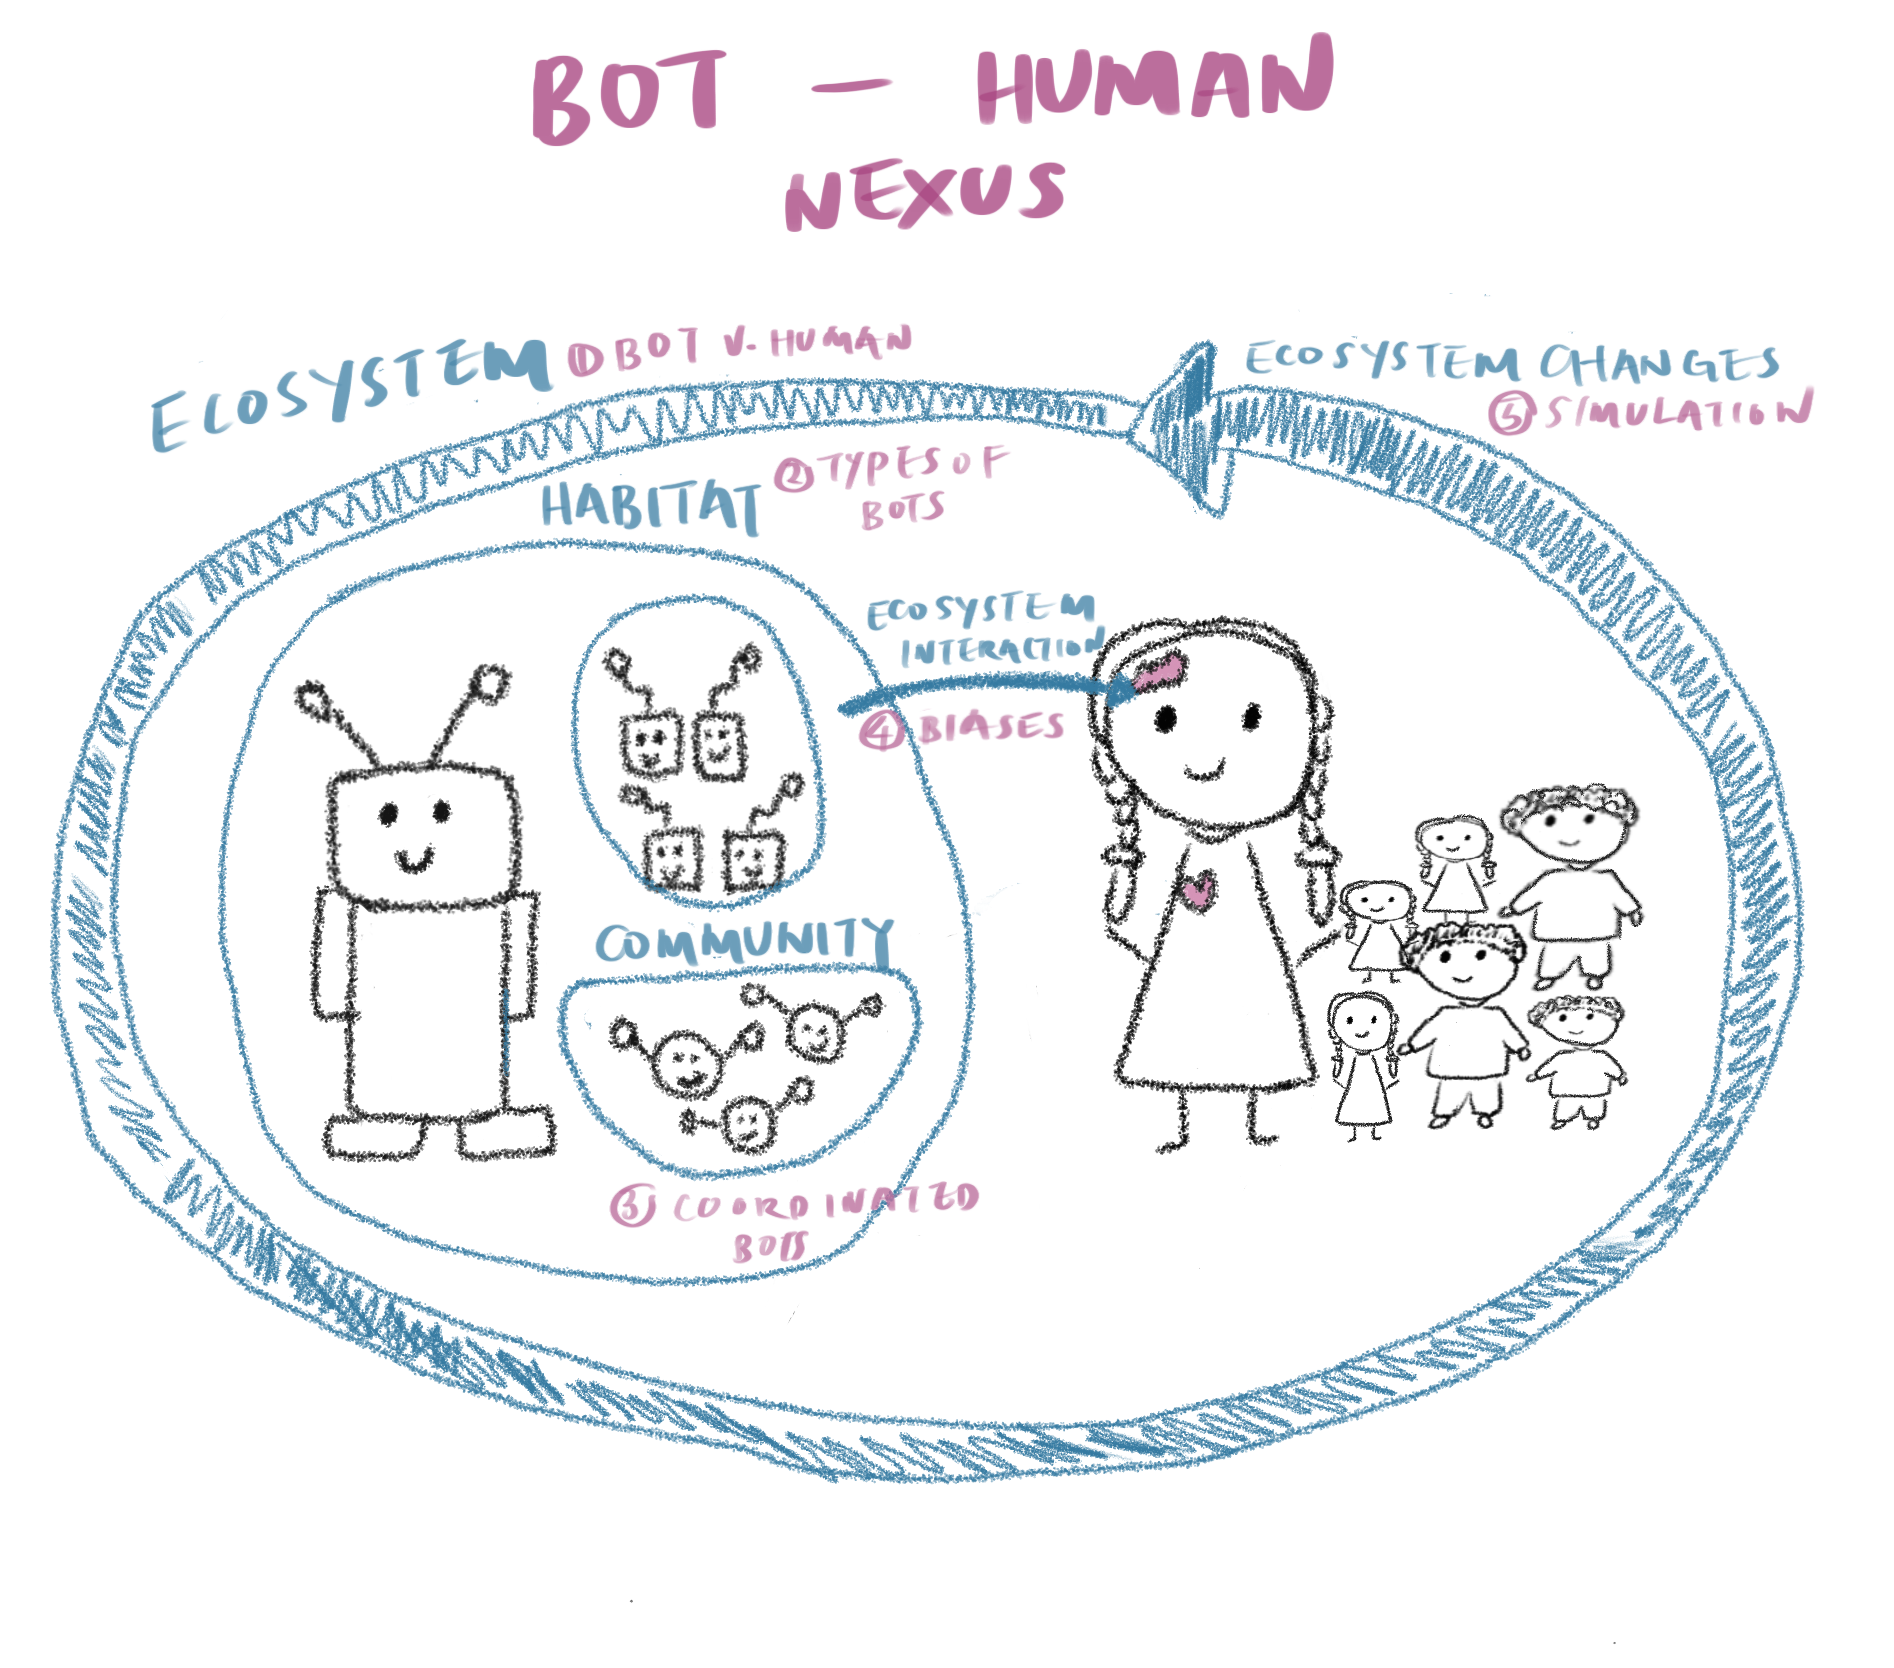 BOT — HUMAN
NEXUS
ECOSYSTEM ① BOT V. HUMAN
ECOSYSTEM CHANGES
⑤ SIMULATION
HABITAT ② TYPES OF
BOTS
ECOSYSTEM
INTERACTION
④ BIASES
COMMUNITY
③ COORDINATED
BOTS